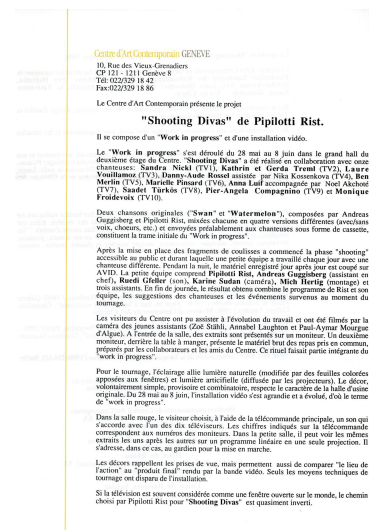 Centre d'Art Contemporain GENEVE
10, Rue des Vieux-Grenadiers
CP 121 - 1211 Genève 8
Tél: 022/329 18 42
Fax:022/329 18 86
Le Centre d'Art Contemporain présente le projet
"Shooting Divas" de Pipilotti Rist.
Il se compose d'un "Work in progress" et d'une installation vidéo.
Le "Work in progress" s'est déroulé du 28 mai au 8 juin dans le grand hall du
deuxième étage du Centre. "Shooting Divas" a été réalisé en collaboration avec onze
chanteuses: Sandra Nickl (TV1), Kathrin et Gerda Treml (TV2), Laure
Vouillamoz (TV3), Danny-Aude Rossel assistée par Nika Kossenkova (TV4), Ben
Merlin (TV5), Marielle Pinsard (TV6), Anna Luif accompagnée par Noel Akchoté
(TV7), Saadet Türkös (TV8), Pier-Angela Compagnino (TV9) et Monique
Froidevoix (TV10).
Deux chansons originales ("Swan" et "Watermelon"), composées par Andreas
Guggisberg et Pipilotti Rist, mixées chacune en quatre versions différentes (avec/sans
voix, choeurs, etc.) et envoyées préalablement aux chanteuses sous forme de cassette,
constituent la trame initiale du "Work in progress".
Après la mise en place des fragments de coulisses a commencé la phase "shooting"
accessible au public et durant laquelle une petite équipe a travaillé chaque jour avec une
chanteuse différente. Pendant la nuit, le matériel enregistré jour après jour est coupé sur
AVID. La petite équipe comprend Pipilotti Rist, Andreas Guggisberg (assistant en
chef), Ruedi Gfeller (son), Karine Sudan (caméra), Mich Hertig (montage) et
trois assistants. En fin de journée, le résultat obtenu combine le programme de Rist et son
équipe, les suggestions des chanteuses et les événements survenus au moment du
tournage.
Les visiteurs du Centre ont pu assister à l'évolution du travail et ont été filmés par la
caméra des jeunes assistants (Zoë Stähli, Annabel Laughton et Paul-Aymar Mourgue
d'Algue). A l'entrée de la salle, des extraits sont présentés sur un moniteur. Un deuxième
moniteur, derrière la table à manger, présente le matériel brut des repas pris en commun,
préparés par les collaborateurs et les amis du Centre. Ce rituel faisait partie intégrante du
"work in progress".
Pour le tournage, l'éclairage allie lumière naturelle (modifiée par des feuilles colorées
apposées aux fenêtres) et lumière articificielle (diffusée par les projecteurs). Le décor,
volontairement simple, provisoire et combinatoire, respecte le caractère de la halle d'usine
originale. Du 28 mai au 8 juin, l'installation vidéo s'est agrandie et a évolué, d'où le terme
de "work in progress".
Dans la salle rouge, le visiteur choisit, à l'aide de la télécommande principale, un son qui
s'accorde avec l'un des dix télévisieurs. Les chiffres indiqués sur la télécommande
correspondent aux numéros des moniteurs. Dans la petite salle, il peut voir les mêmes
extraits les uns après les autres sur un programme linéaire en une seule projection. Il
s'adresse, dans ce cas, au gardien pour la mise en marche.
Les décors rappellent les prises de vue, mais permettent aussi de comparer "le lieu de
l'action" au "produit final" rendu par la bande vidéo. Seuls les moyens techniques de
tournage ont disparu de l'installation.
Si la télévision est souvent considérée comme une fenêtre ouverte sur le monde, le chemin
choisi par Pipilotti Rist pour "Shooting Divas" est quasiment inverti.